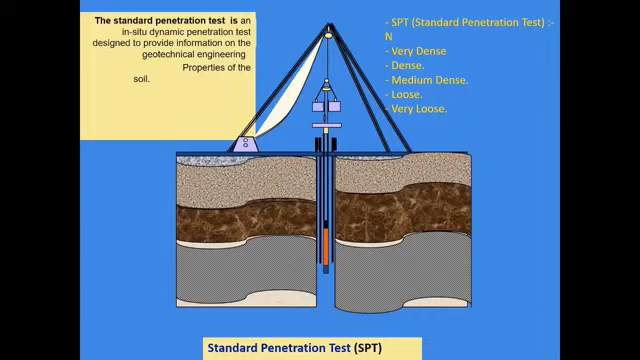 The standard penetration test is an
in-situ dynamic penetration test
designed to provide information on the
geotechnical engineering
Properties of the
soil.
- SPT (Standard Penetration Test) ;-
N
- Very Dense
- Dense.
- Medium Dense.
- Loose.
- Very Loose.
Standard Penetration Test (SPT)